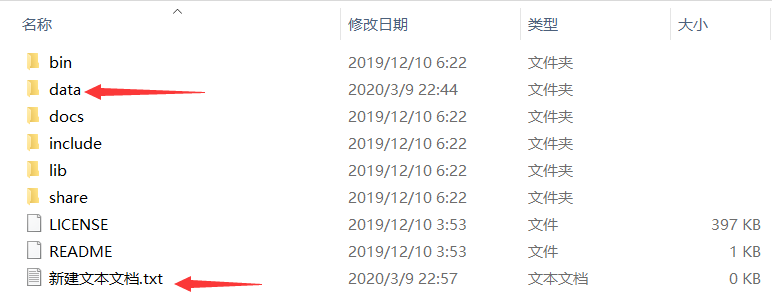 名称 修改日期 类型 大小
bin 2019/12/10 6:22 文件夹
data 2020/3/9 22:44 文件夹
docs 2019/12/10 6:22 文件夹
include 2019/12/10 6:22 文件夹
lib 2019/12/10 6:22 文件夹
share 2019/12/10 6:22 文件夹
LICENSE 2019/12/10 3:53 文件 397 KB
README 2019/12/10 3:53 文件 1 KB
新建文本文档.txt 2020/3/9 22:57 文本文档 0 KB